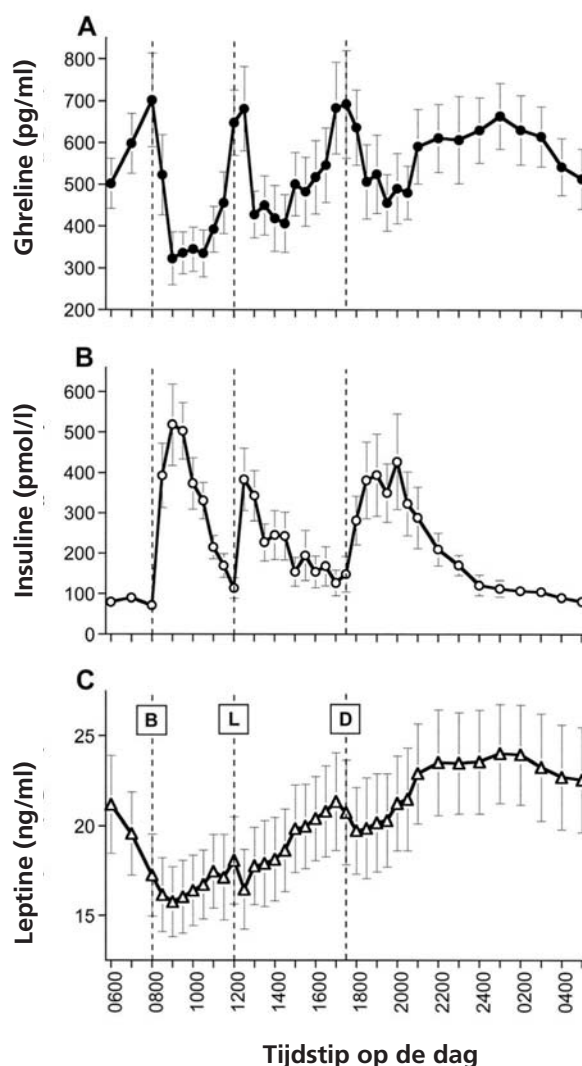 A
Ghreline (pg/ml)
800
700
600
500
400
300
200
B
Insuline (pmol/l)
600
500
400
300
200
100
0
C
B
L
D
Leptine (ng/ml)
25
20
15
0600
0800
1000
1200
1400
1600
1800
2000
2200
2400
0200
0400
Tijdstip op de dag